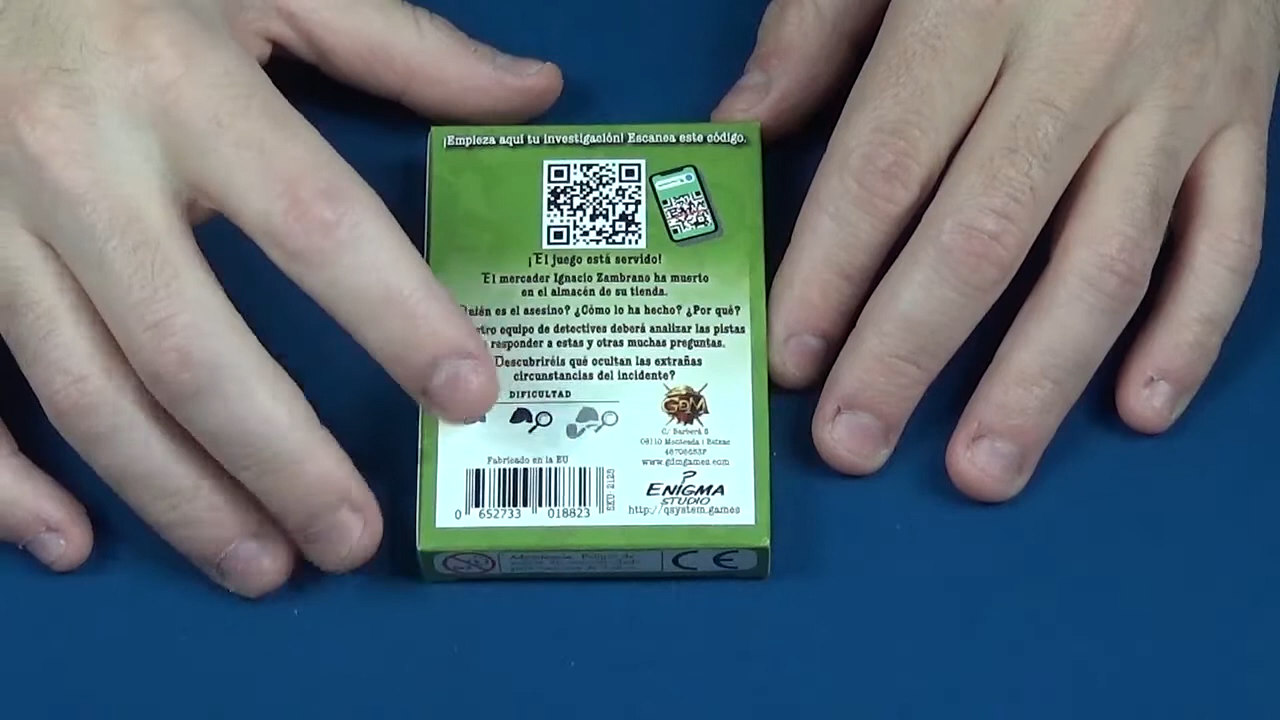 ¡Empieza aquí tu investigación! Escanea este código.
¡El juego está servido!
El mercader Ignacio Zambrano ha muerto
en el almacén de su tienda.
es el asesino? ¿Cómo lo ha hecho? ¿Por qué?
equipo de detectives deberá analizar las pistas
responder a estas y otras muchas preguntas.
Descubriréis qué ocultan las extrañas
circunstancias del incidente?
DIFICULTAD
GDM
C/ Barberà
www.gdmgames.com
Fabricado en la EU
0 652733 018823
SKU 2123
ENIGMA
STUDIO
http://qsystem.games
CE